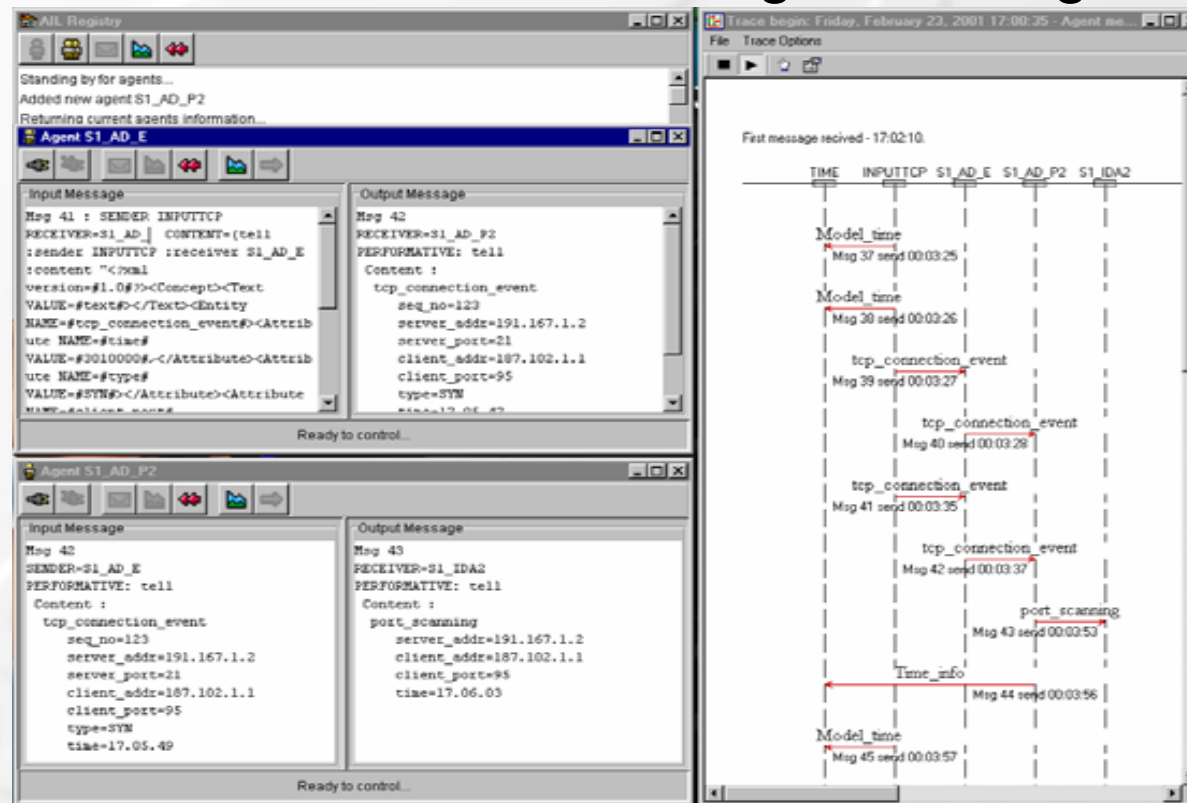 AIL Registry
Standing by for agents...
Added new agent S1_AD_P2
Returning current agents information...
Agent S1_AD_E
Input Message
Msg 41 : SENDER INPUTTCP
RECEIVER=S1_AD_ CONTENT=(tell
:sender INPUTTCP :receiver S1_AD_E
:content "<?xml
version=#1.0#?><Concept><Text
VALUE=#text#></Text><Entity
NAME=#tcp_connection_event#><Attrib
ute NAME=#time#
VALUE=#3010000#></Attribute><Attrib
ute NAME=#type#
VALUE=#SYN#></Attribute><Attribute
NAME=#client_port#
Output Message
Msg 42
RECEIVER=S1_AD_P2
PERFORMATIVE: tell
Content :
tcp_connection_event
seq_no=123
server_addr=191.167.1.2
server_port=21
client_addr=187.102.1.1
client_port=95
type=SYN
Ready to control...
Agent S1_AD_P2
Input Message
Msg 42
SENDER=S1_AD_E
PERFORMATIVE: tell
Content :
tcp_connection_event
seq_no=123
server_addr=191.167.1.2
server_port=21
client_addr=187.102.1.1
client_port=95
type=SYN
time=17.05.49
Output Message
Msg 43
RECEIVER=S1_IDA2
PERFORMATIVE: tell
Content :
port_scanning
server_addr=191.167.1.2
client_addr=187.102.1.1
client_port=95
time=17.06.03
Ready to control...
Trace begin: Friday, February 23, 2001 17:00:35 - Agent me...
File Trace Options
First message recived - 17:02:10.
TIME INPUTTCP S1_AD_E S1_AD_P2 S1_IDA2
Model_time
Msg 37 send 00:03:25
Model_time
Msg 38 send 00:03:26
tcp_connection_event
Msg 39 send 00:03:27
tcp_connection_event
Msg 40 send 00:03:28
tcp_connection_event
Msg 41 send 00:03:35
tcp_connection_event
Msg 42 send 00:03:37
port_scanning
Msg 43 send 00:03:53
Time_info
Msg 44 send 00:03:56
Model_time
Msg 45 send 00:03:57